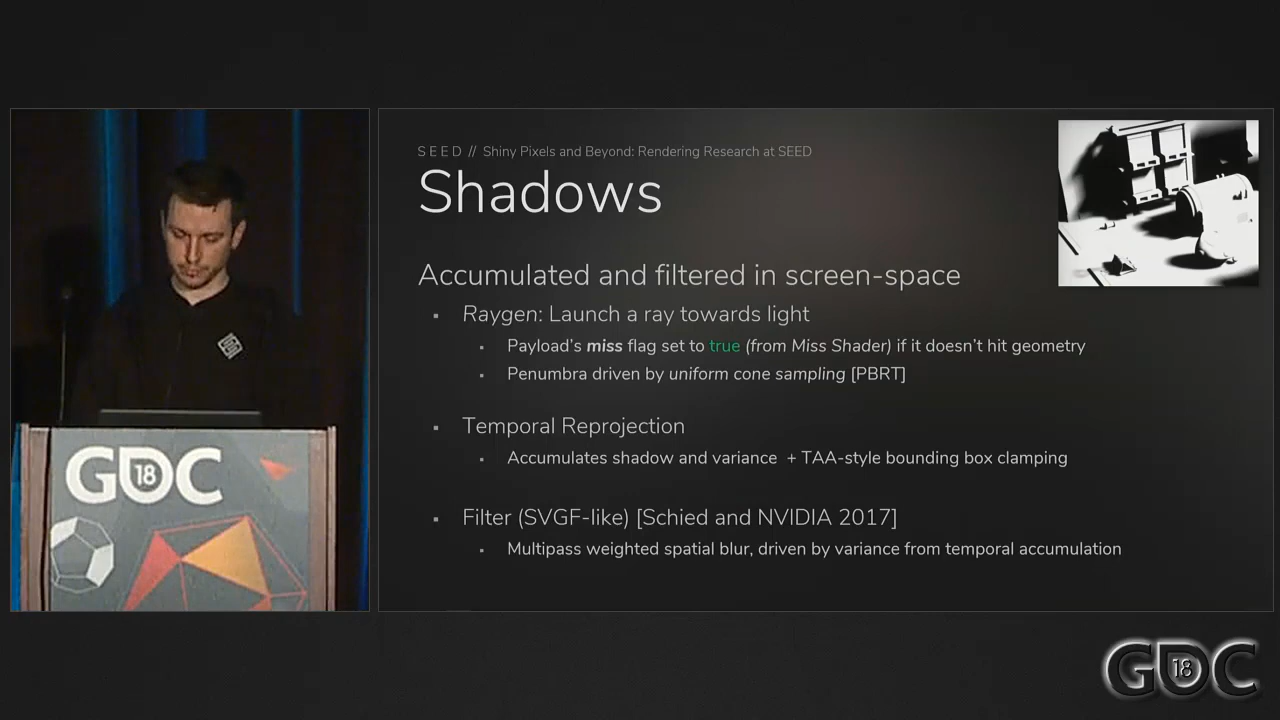 SEED // Shiny Pixels and Beyond: Rendering Research at SEED
Shadows
Accumulated and filtered in screen-space
▪ Raygen: Launch a ray towards light
▪ Payload's miss flag set to true (from Miss Shader) if it doesn't hit geometry
▪ Penumbra driven by uniform cone sampling [PBRT]
▪ Temporal Reprojection
▪ Accumulates shadow and variance + TAA-style bounding box clamping
▪ Filter (SVGF-like) [Schied and NVIDIA 2017]
▪ Multipass weighted spatial blur, driven by variance from temporal accumulation
GDC 18
GDC 18